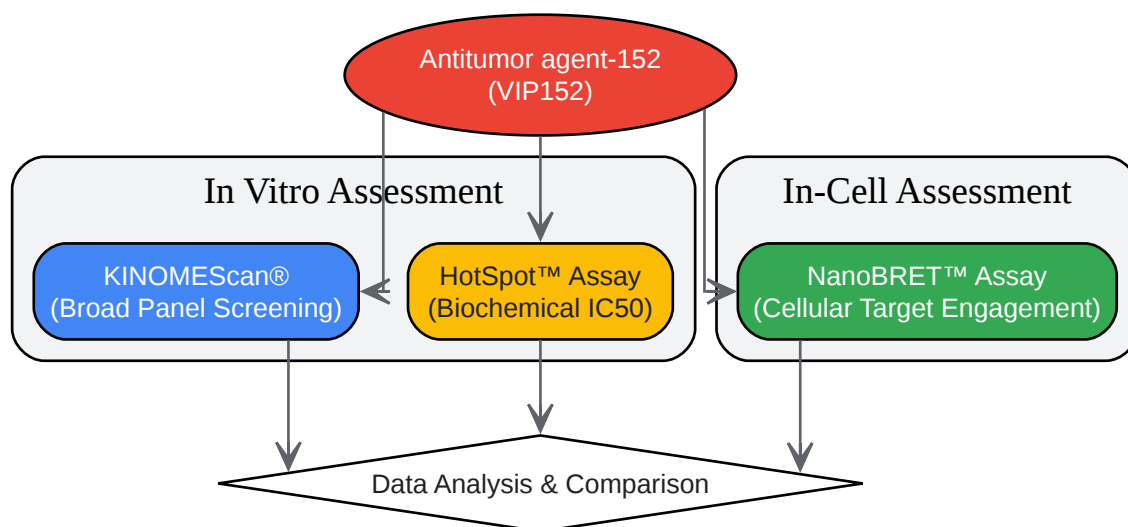 Antitumor agent-152
(VIP152)
In Vitro Assessment
In-Cell Assessment
KINOMEScan®
(Broad Panel Screening)
HotSpot™ Assay
(Biochemical IC50)
NanoBRET™ Assay
(Cellular Target Engagement)
Data Analysis & Comparison